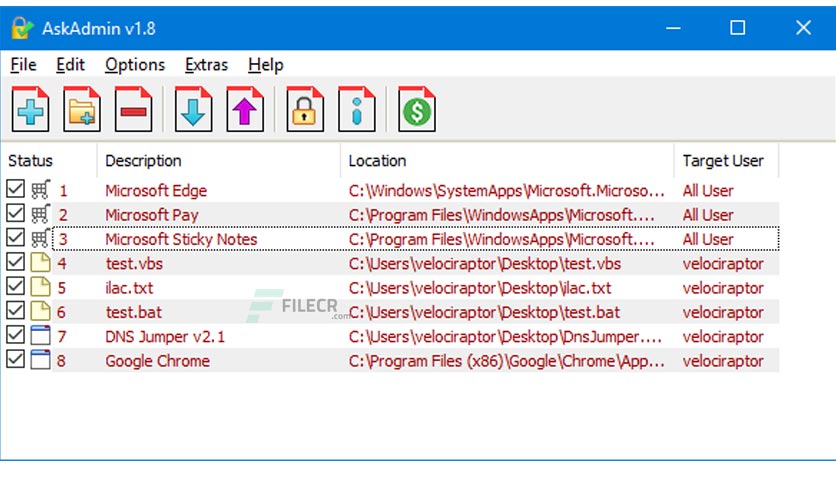 AskAdmin v1.8
File Edit Options Extras Help
Status Description Location Target User
1 Microsoft Edge C:\Windows\SystemApps\Microsoft.Microso... All User
2 Microsoft Pay C:\Program Files\WindowsApps\Microsoft.... All User
3 Microsoft Sticky Notes C:\Program Files\WindowsApps\Microsoft.... All User
4 test.vbs C:\Users\velociraptor\Desktop\test.vbs velociraptor
5 ilac.txt C:\Users\velociraptor\Desktop\ilac.txt velociraptor
6 test.bat C:\Users\velociraptor\Desktop\test.bat velociraptor
FILECR
.com
7 DNS Jumper v2.1 C:\Users\velociraptor\Desktop\DnsJumper.... velociraptor
8 Google Chrome C:\Program Files (x86)\Google\Chrome\App... velociraptor